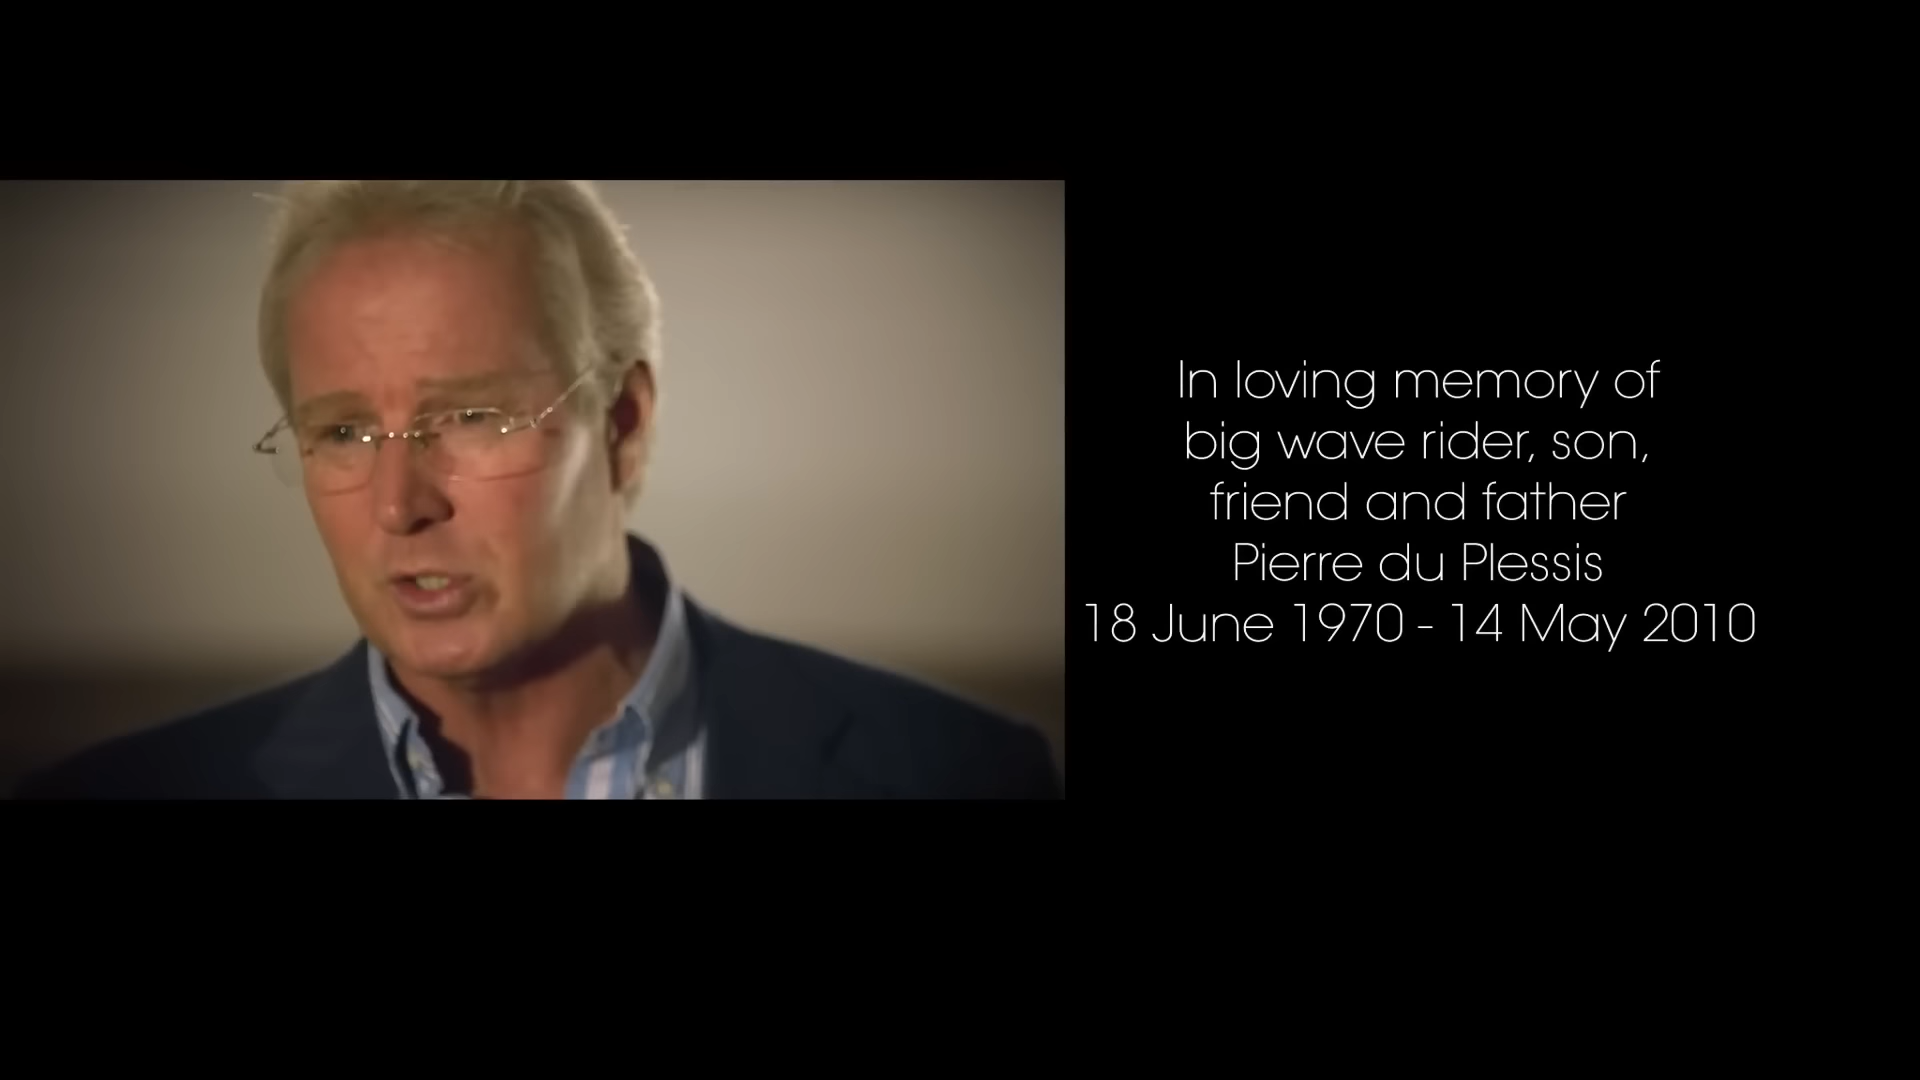 In loving memory of
big wave rider, son,
friend and father
Pierre du Plessis
18 June 1970 - 14 May 2010